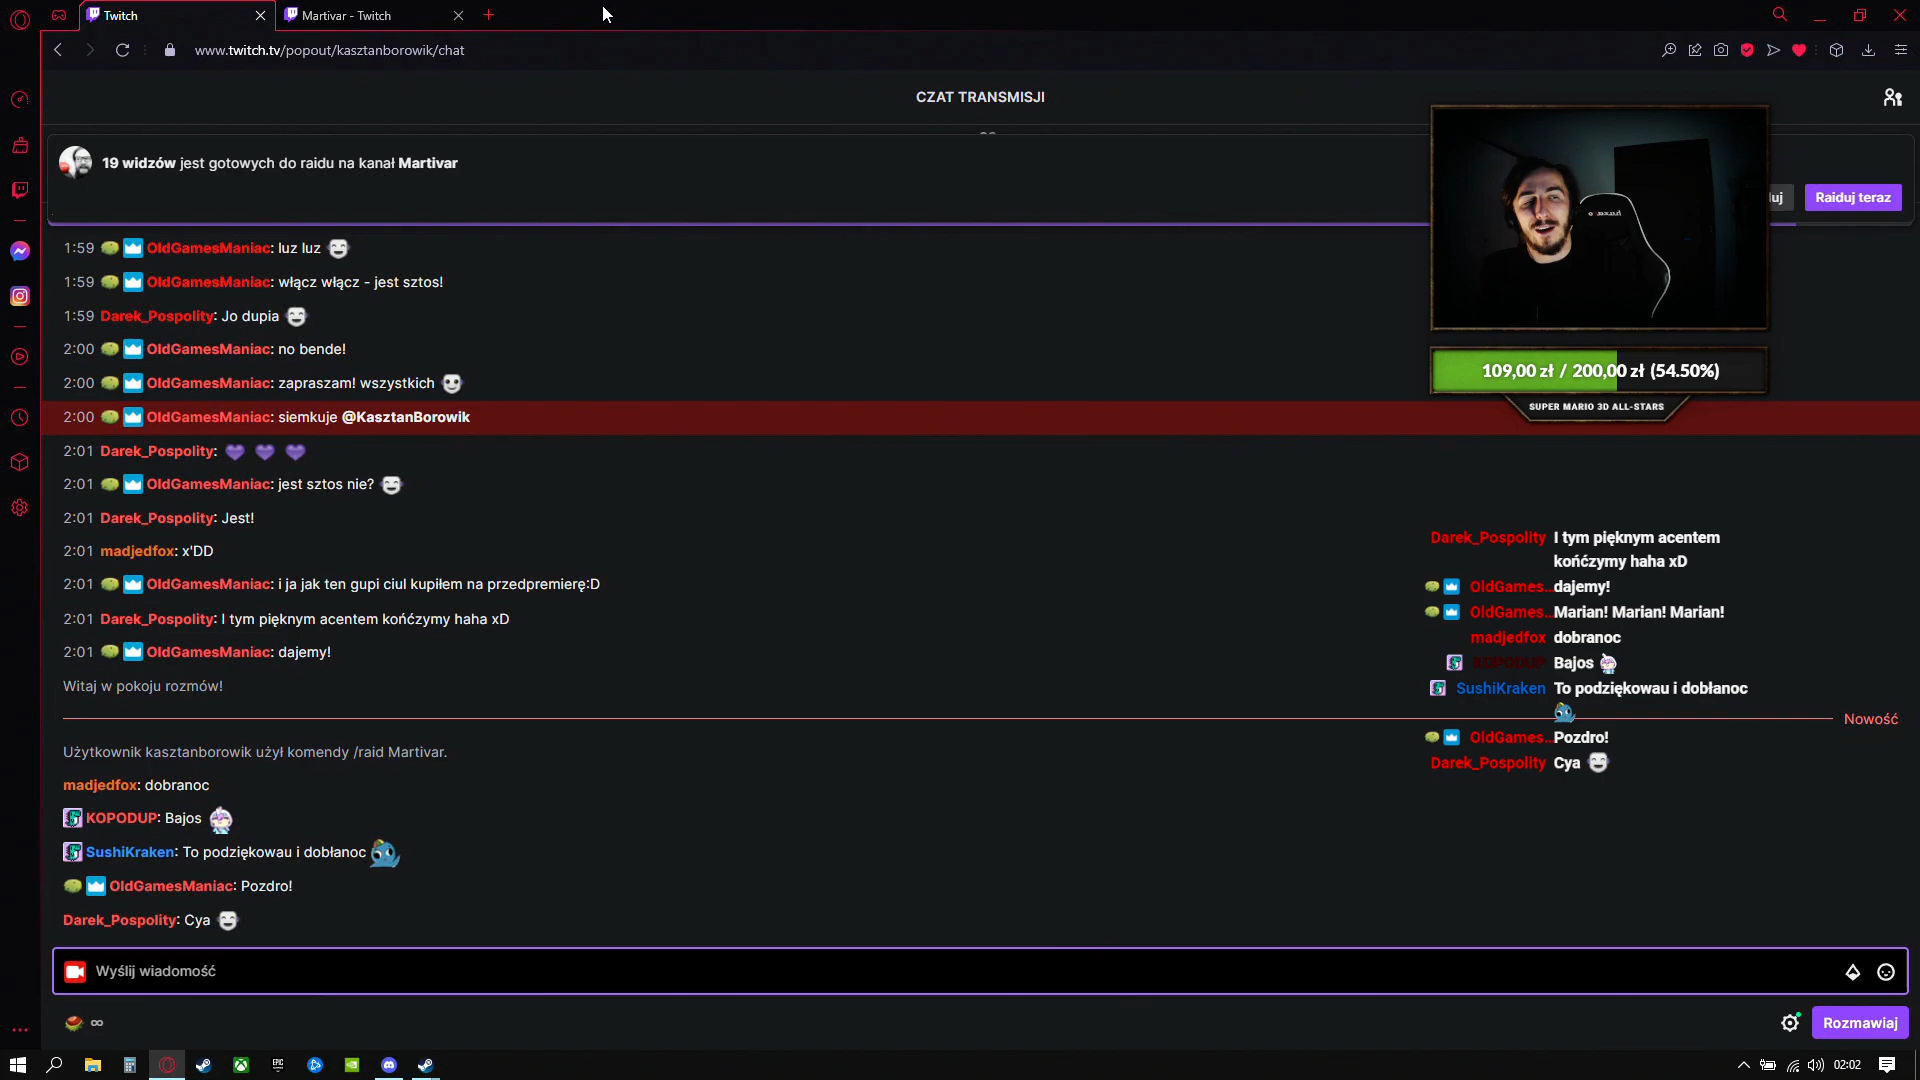 Twitch
Martivar - Twitch
www.twitch.tv/popout/kasztanborowik/chat
CZAT TRANSMISJI
19 widzów jest gotowych do raidu na kanał Martivar
Raiduj teraz
1:59 OldGamesManiac: luz luz
1:59 OldGamesManiac: włącz włącz - jest sztos!
1:59 Darek_Pospolity: Jo dupia
2:00 OldGamesManiac: no bende!
2:00 OldGamesManiac: zapraszam! wszystkich
2:00 OldGamesManiac: siemkuje @KasztanBorowik
2:01 Darek_Pospolity:
2:01 OldGamesManiac: jest sztos nie?
2:01 Darek_Pospolity: Jest!
2:01 madjedfox: x'DD
2:01 OldGamesManiac: i ja jak ten gupi ciul kupiłem na przedpremierę:D
2:01 Darek_Pospolity: I tym pięknym acentem końćzymy haha xD
2:01 OldGamesManiac: dajemy!
Witaj w pokoju rozmów!
Nowość
Użytkownik kasztanborowik użył komendy /raid Martivar.
madjedfox: dobranoc
KOPODUP: Bajos
SushiKraken: To podziękowau i dobłanoc
OldGamesManiac: Pozdro!
Darek_Pospolity: Cya
Wyślij wiadomość
∞
Rozmawiaj
109,00 zł / 200,00 zł (54.50%)
SUPER MARIO 3D ALL-STARS
Darek_Pospolity I tym pięknym acentem
końćzymy haha xD
OldGames... dajemy!
OldGames... Marian! Marian! Marian!
madjedfox dobranoc
KOPODUP Bajos
SushiKraken To podziękowau i dobłanoc
OldGames... Pozdro!
Darek_Pospolity Cya
02:02